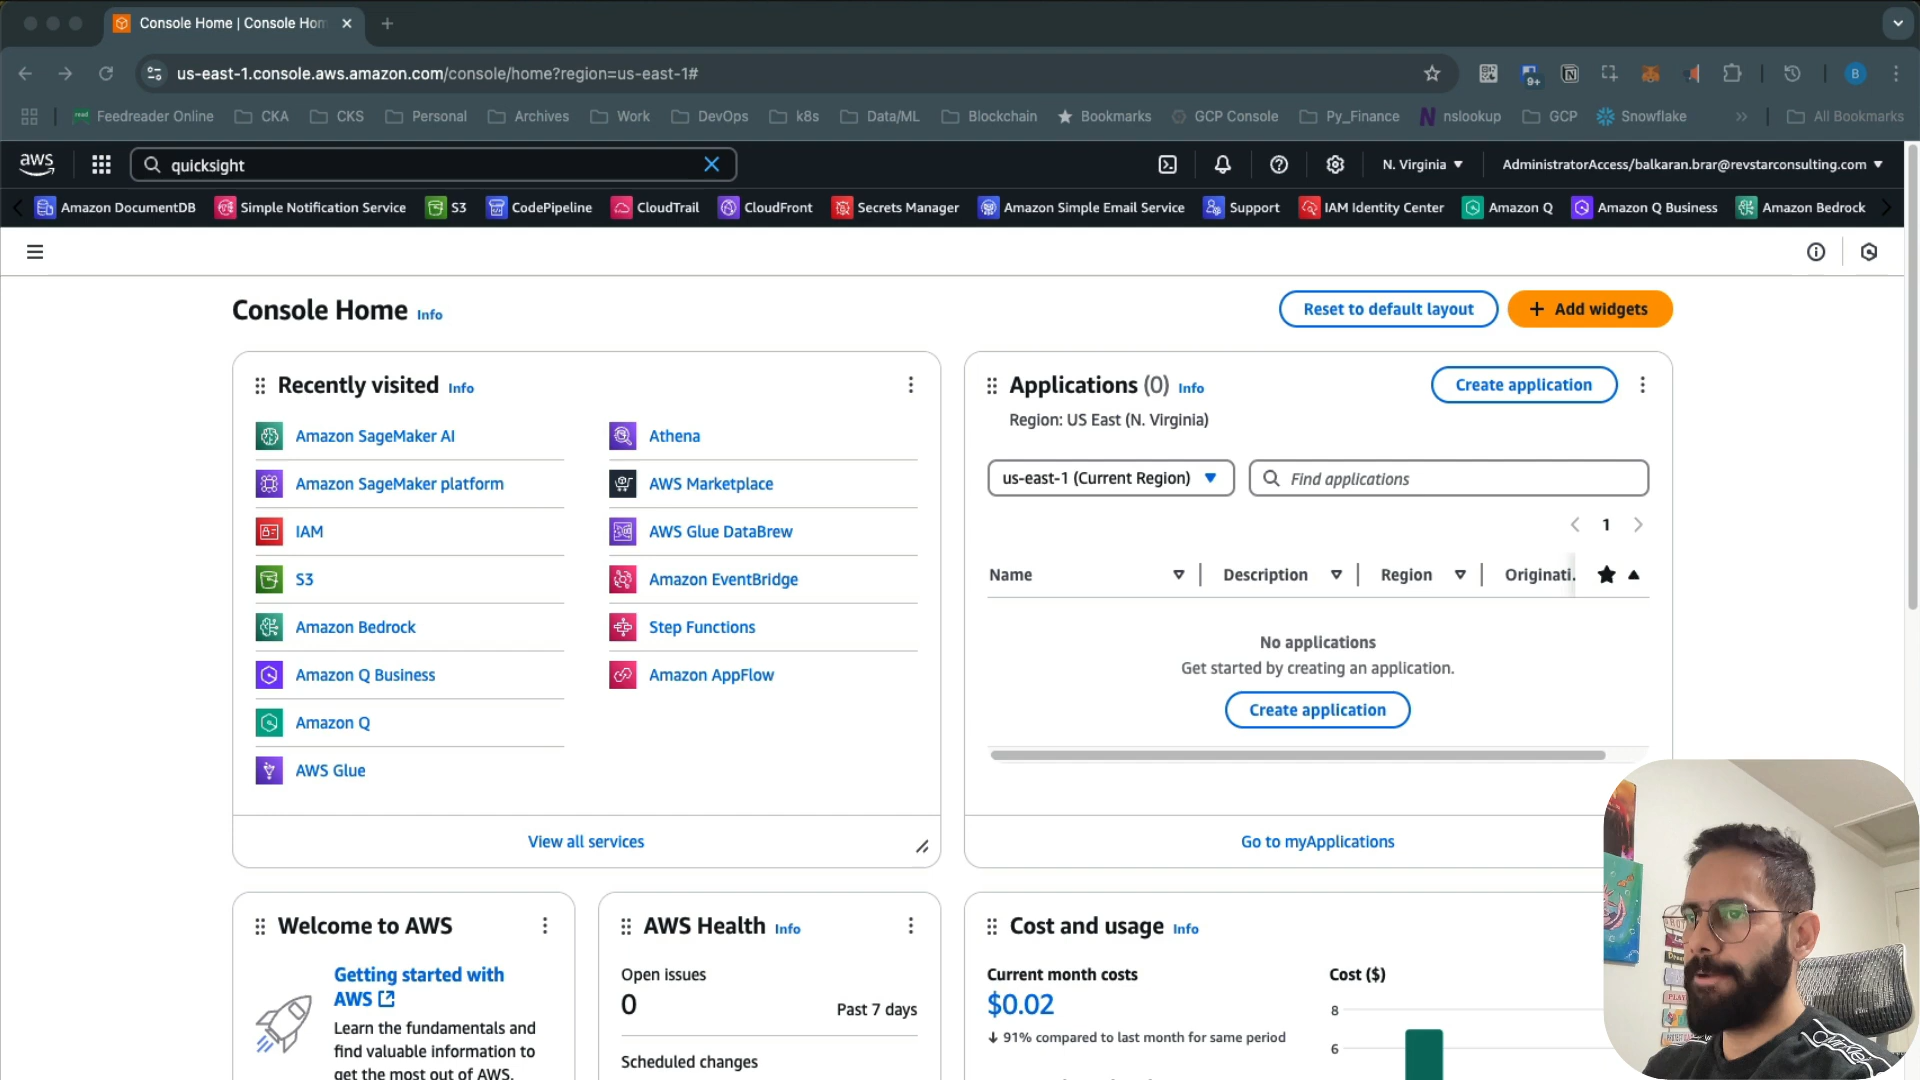 Console Home | Console Hom
us-east-1.console.aws.amazon.com/console/home?region=us-east-1#
9+
B
Feedreader Online
CKA
CKS
Personal
Archives
Work
DevOps
k8s
Data/ML
Blockchain
Bookmarks
GCP Console
Py_Finance
nslookup
GCP
Snowflake
All Bookmarks
aws
quicksight
N. Virginia
AdministratorAccess/balkaran.brar@revstarconsulting.com
Amazon DocumentDB
Simple Notification Service
S3
CodePipeline
CloudTrail
CloudFront
Secrets Manager
Amazon Simple Email Service
Support
IAM Identity Center
Amazon Q
Amazon Q Business
Amazon Bedrock
Console Home Info
Reset to default layout
Add widgets
Recently visited Info
Amazon SageMaker AI
Amazon SageMaker platform
IAM
S3
Amazon Bedrock
Amazon Q Business
Amazon Q
AWS Glue
Athena
AWS Marketplace
AWS Glue DataBrew
Amazon EventBridge
Step Functions
Amazon AppFlow
View all services
Applications (0) Info
Create application
Region: US East (N. Virginia)
us-east-1 (Current Region)
Find applications
1
Name
Description
Region
Originati.
No applications
Get started by creating an application.
Create application
Go to myApplications
Welcome to AWS
Getting started with
AWS
Learn the fundamentals and
find valuable information to
get the most out of AWS.
AWS Health Info
Open issues
0
Past 7 days
Scheduled changes
Cost and usage Info
Current month costs
$0.02
91% compared to last month for same period
Cost ($)
8
6